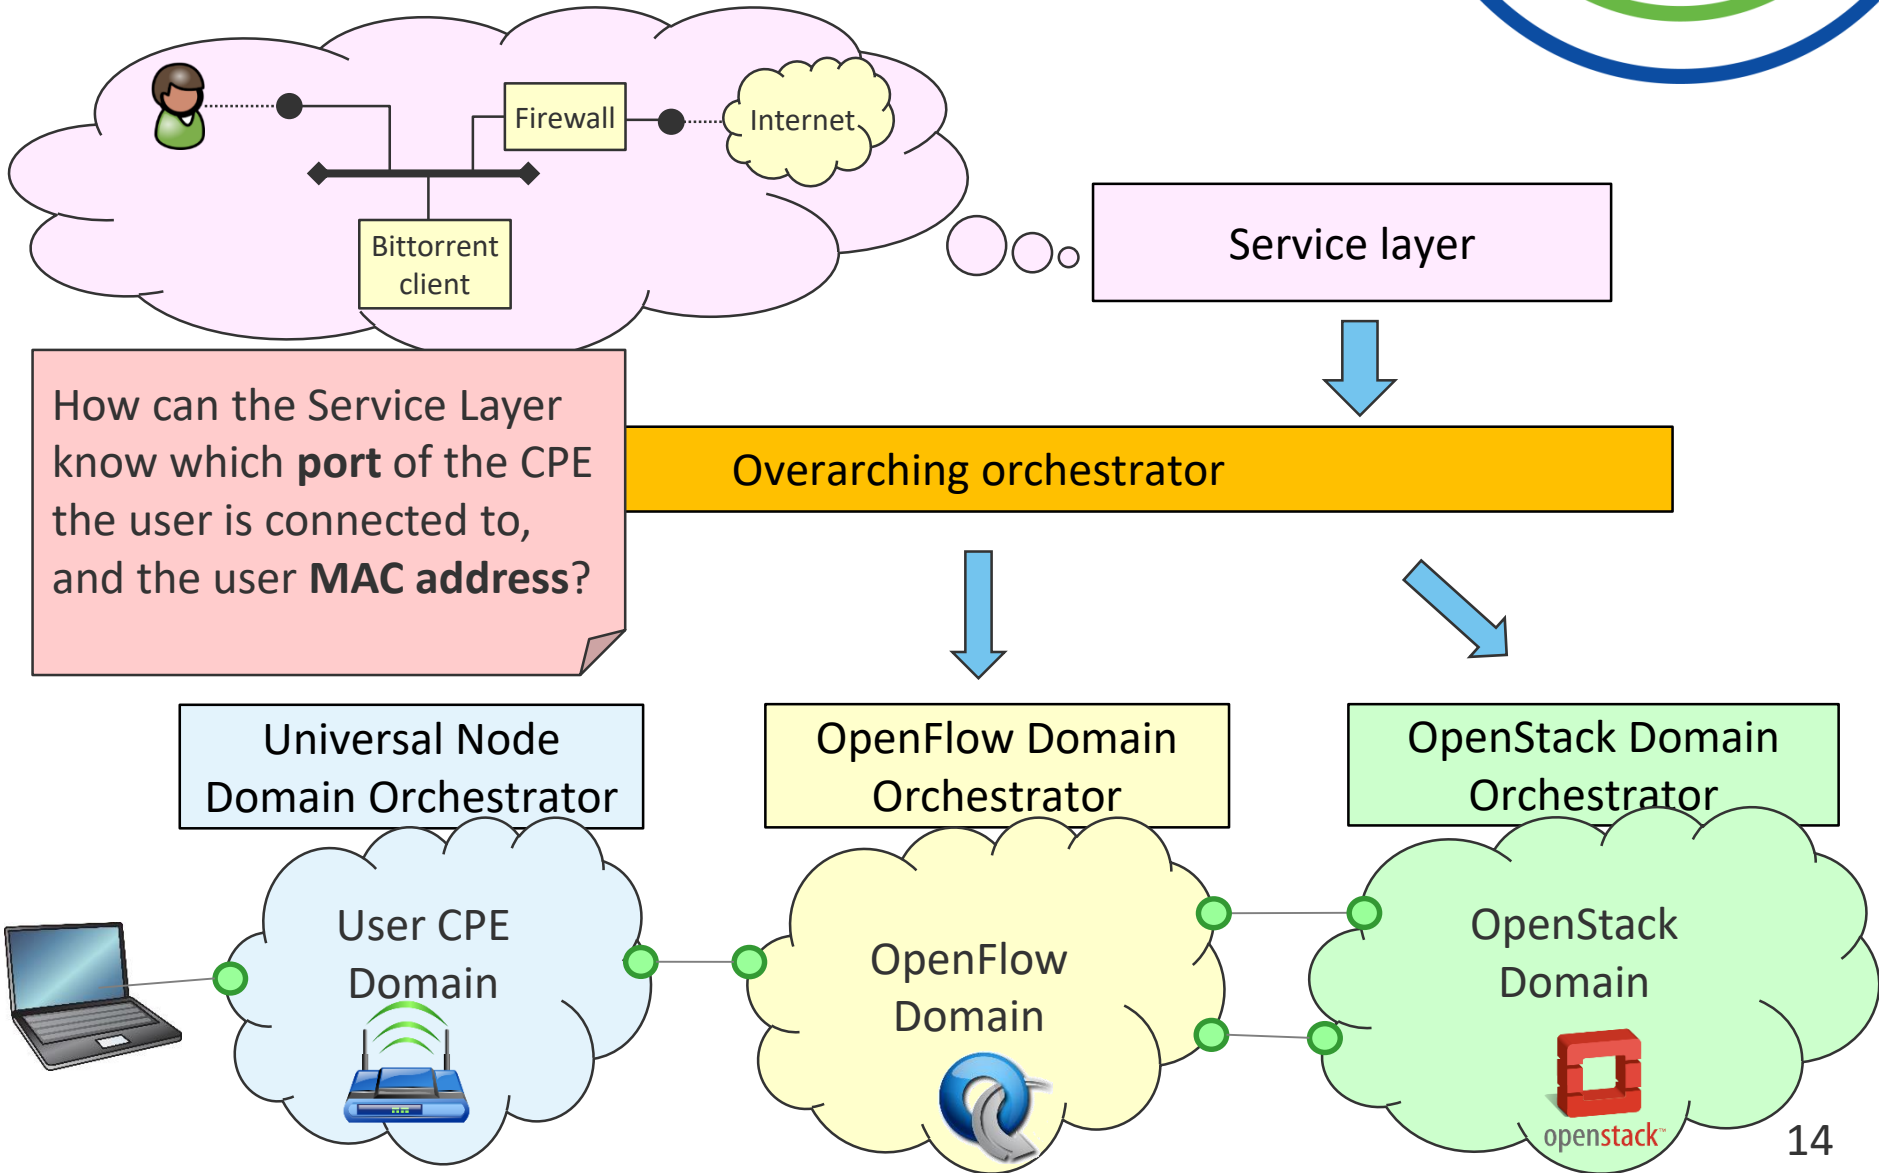 Firewall
Internet
Bittorrent
client
Service layer
How can the Service Layer
know which port of the CPE
the user is connected to,
and the user MAC address?
Overarching orchestrator
Universal Node
Domain Orchestrator
OpenFlow Domain
Orchestrator
OpenStack Domain
Orchestrator
User CPE
Domain
OpenFlow
Domain
OpenStack
Domain
openstack™
14